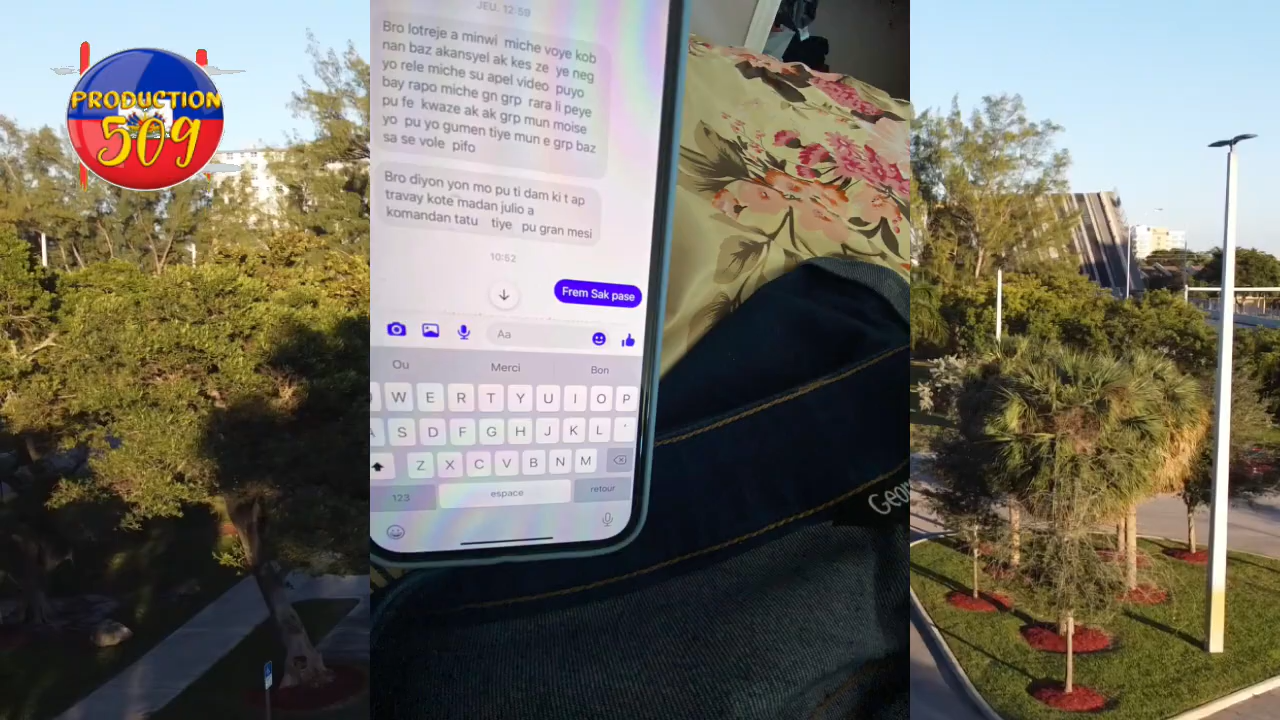 PRODUCTION
509
JEU. 12:59
Bro lotreje a minwi miche voye kob
nan baz akansyel ak kes ze ye neg
yo rele miche su apel video puyo
bay rapo miche gn grp rara li peye
pu fe kwaze ak ak grp mun moise
yo pu yo gumen tiye mun e grp baz
sa se vole pifo
Bro diyon yon mo pu ti dam ki t ap
travay kote madan julio a
komandan tatu tiye pu gran mesi
10:52
Frem Sak pase
Aa
Ou Merci Bon
W E R T Y U I O P
A S D F G H J K L '
Z X C V B N M
123 espace retour